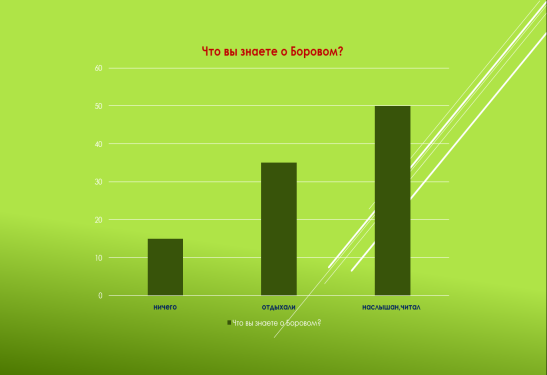 Что вы знаете о Боровом?
60
50
40
30
20
10
0
ничего отдыхали наслышан,читал
Что вы знаете о Боровом?